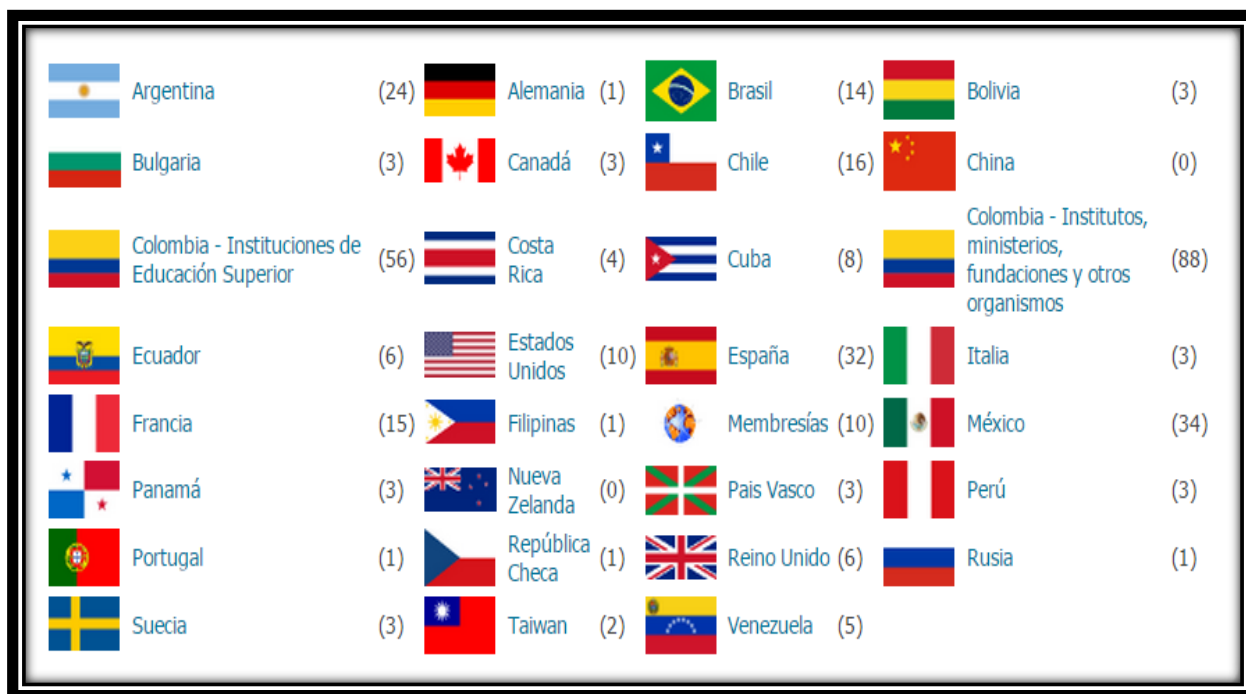 Argentina (24) Alemania (1) Brasil (14) Bolivia (3)
Bulgaria (3) Canadá (3) Chile (16) China (0)
Colombia - Instituciones de
Educación Superior (56)
Costa
Rica (4)
Cuba (8)
Colombia - Institutos,
ministerios,
fundaciones y otros
organismos (88)
Ecuador (6)
Estados
Unidos (10)
España (32)
Italia (3)
Francia (15) Filipinas (1) Membresías (10) México (34)
Panamá (3)
Nueva
Zelanda (0)
Pais Vasco (3)
Perú (3)
Portugal (1)
República
Checa (1)
Reino Unido (6)
Rusia (1)
Suecia (3) Taiwan (2) Venezuela (5)